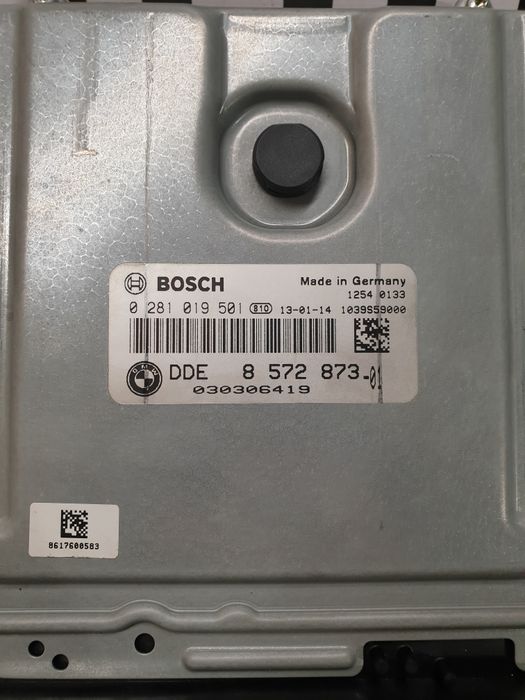 BOSCH
Made in Germany
1254 0133
0 281 019 501 810 13-01-14 1039S59000
DDE 8 572 873-01
030306419
8617600583